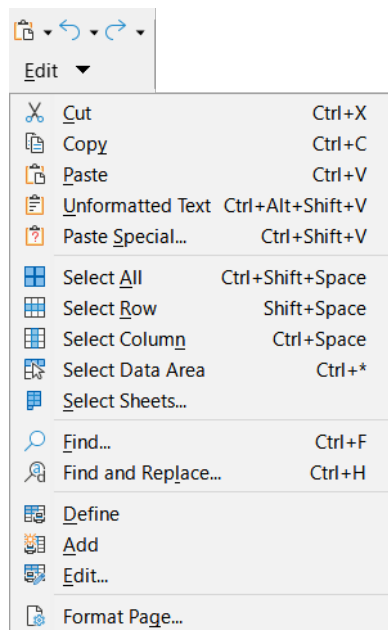 Edit
Cut Ctrl+X
Copy Ctrl+C
Paste Ctrl+V
Unformatted Text Ctrl+Alt+Shift+V
Paste Special... Ctrl+Shift+V
Select All Ctrl+Shift+Space
Select Row Shift+Space
Select Column Ctrl+Space
Select Data Area Ctrl+*
Select Sheets...
Find... Ctrl+F
Find and Replace... Ctrl+H
Define
Add
Edit...
Format Page...